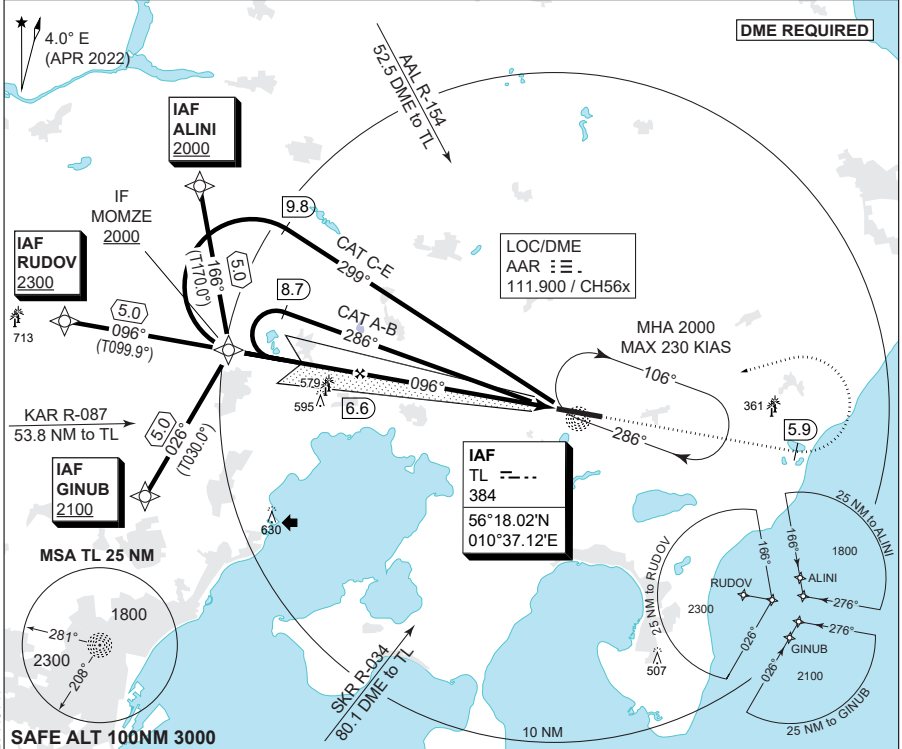 DME REQUIRED
4.0° E
(APR 2022)
AAL R-154
52.5 DME to TL
IAF
ALINI
2000
IF
MOMZE
2000
9.8
CAT C-E
299°
LOC/DME
AAR
111.900 / CH56x
IAF
RUDOV
2300
166°
(T170.0°)
5.0
8.7
CAT A-B
286°
MHA 2000
MAX 230 KIAS
106°
713
5.0
096°
(T099.9°)
579
595
096°
6.6
361
5.9
286°
KAR R-087
53.8 NM to TL
5.0
026°
(T030.0°)
IAF
GINUB
2100
IAF
TL
384
56°18.02'N
010°37.12'E
630
MSA TL 25 NM
1800
281°
2300
208°
SKR R-034
80.1 DME to TL
507
10 NM
25 NM to RUDOV
RUDOV
2300
166°
026°
25 NM to ALINI
166°
1800
ALINI
276°
276°
GINUB
026°
2100
25 NM to GINUB
SAFE ALT 100NM 3000